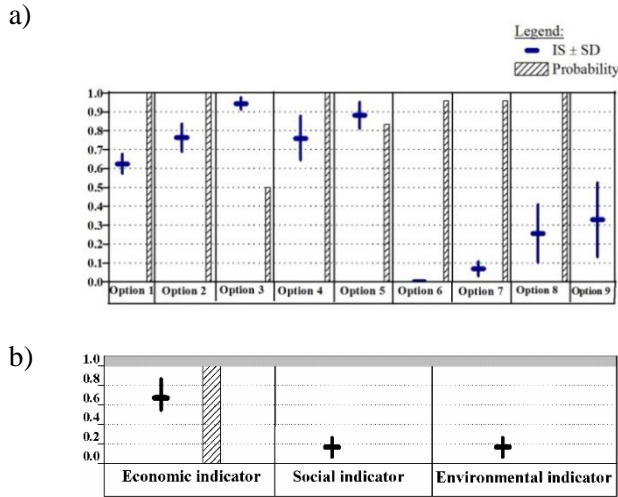 a)
Legend:
IS ± SD
Probability
1.0
0.9
0.8
0.7
0.6
0.5
0.4
0.3
0.2
0.1
0.0
Option 1 Option 2 Option 3 Option 4 Option 5 Option 6 Option 7 Option 8 Option 9
b)
1.0
0.8
0.6
0.4
0.2
0.0
Economic indicator Social indicator Environmental indicator